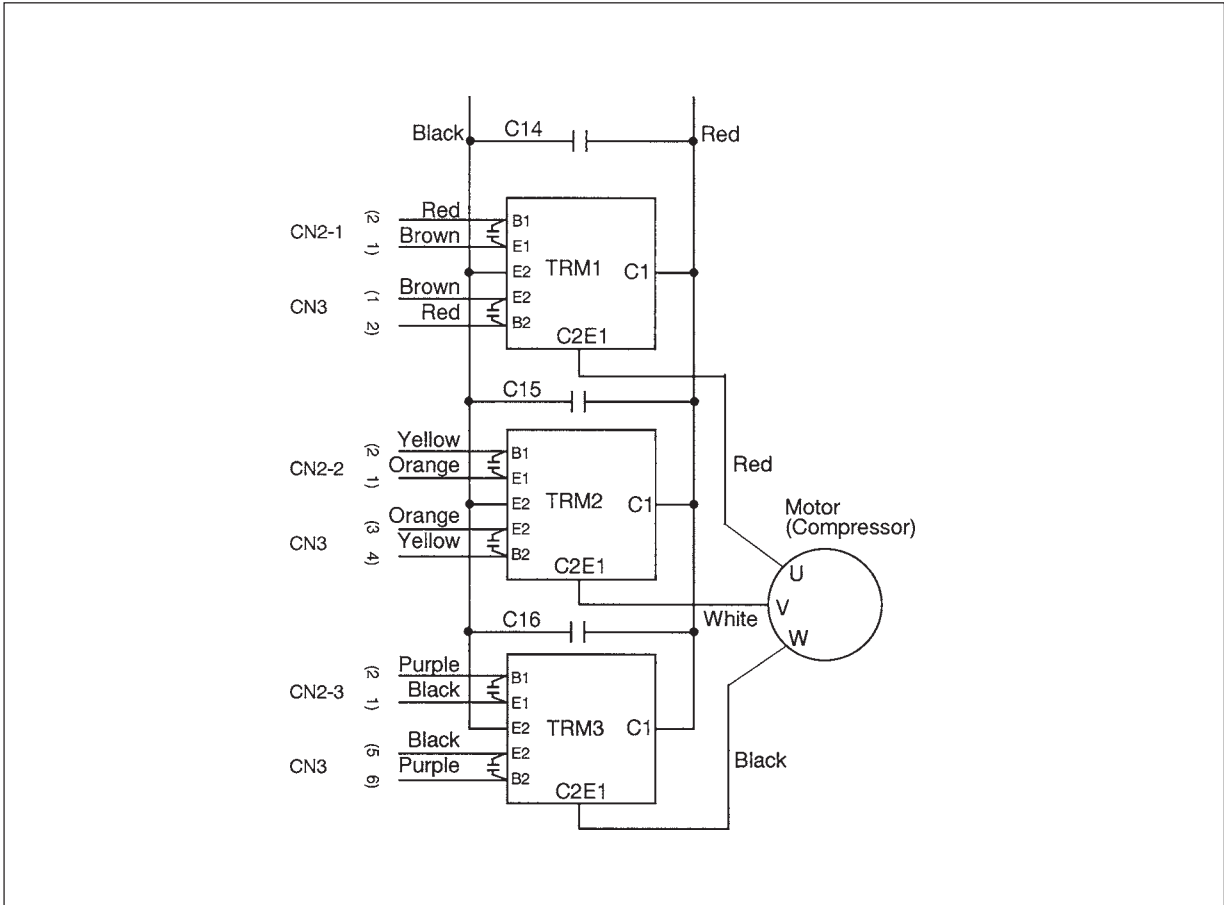 Black C14 Red
Red
(2 B1
CN2-1 Brown
1) E1
E2 TRM1 C1
Brown
(1 E2
CN3 Red
2) B2
C2E1
C15
Yellow
(2 B1
CN2-2 Orange
1) E1
Red
E2 TRM2 C1
Orange
(3 E2
CN3 Yellow
4) B2
C2E1
Motor
(Compressor)
U
V
W
White
C16
Purple
(2 B1
CN2-3 Black
1) E1
E2 TRM3 C1
Black
(5 E2
CN3 Purple
6) B2
C2E1
Black